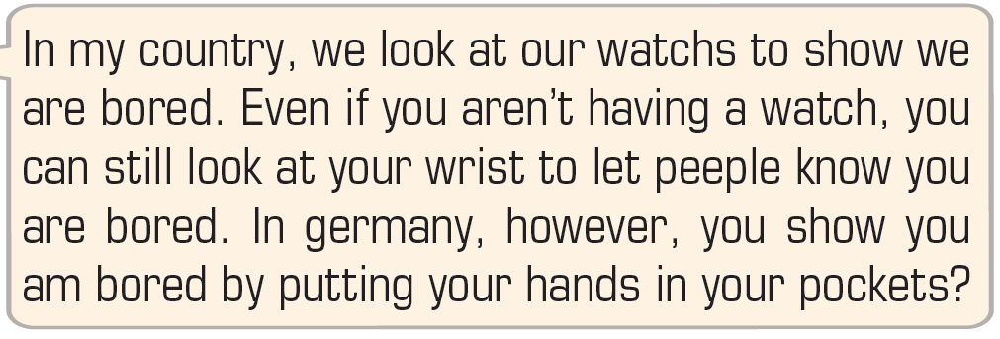 In my country, we look at our watchs to show we
are bored. Even if you aren't having a watch, you
can still look at your wrist to let peeple know you
are bored. In germany, however, you show you
am bored by putting your hands in your pockets?